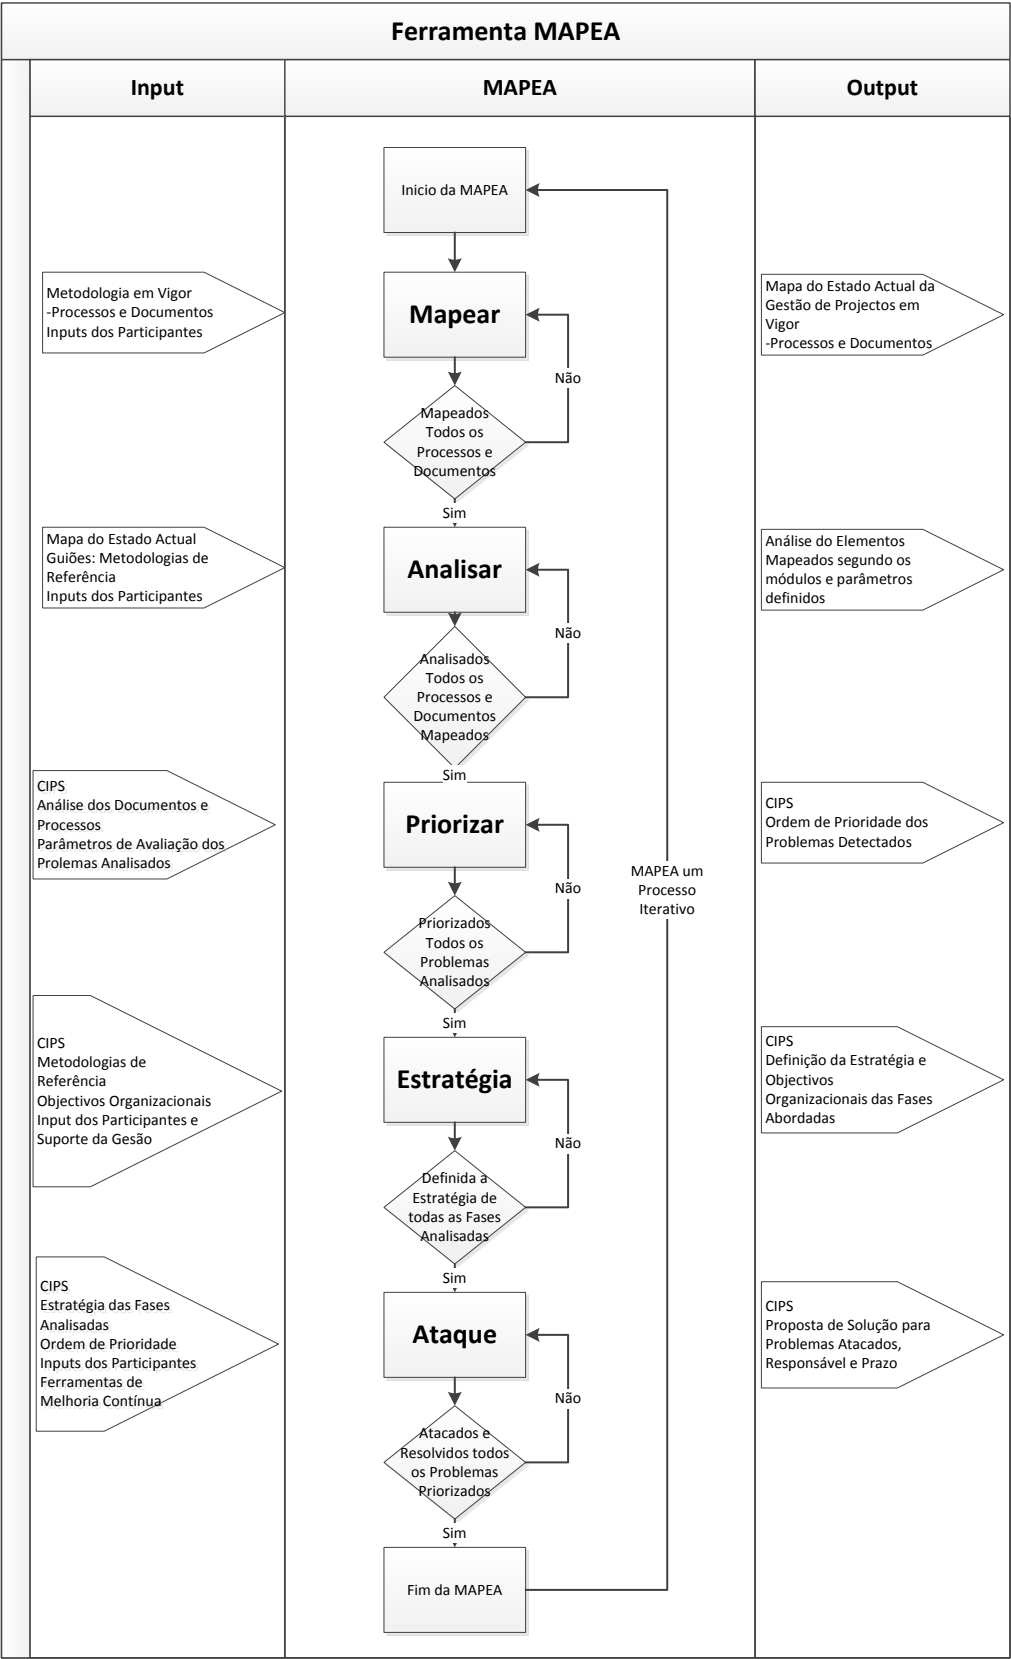 Ferramenta MAPEA
Input
MAPEA
Output
Inicio da MAPEA
Metodologia em Vigor
-Processos e Documentos
Inputs dos Participantes
Mapear
Mapa do Estado Actual da
Gestão de Projectos em
Vigor
-Processos e Documentos
Não
Mapeados
Todos os
Processos e
Documentos
Sim
Mapa do Estado Actual
Guiões: Metodologias de
Referência
Inputs dos Participantes
Analisar
Análise do Elementos
Mapeados segundo os
módulos e parâmetros
definidos
Não
Analisados
Todos os
Processos e
Documentos
Mapeados
Sim
CIPS
Análise dos Documentos e
Processos
Parâmetros de Avaliação dos
Prolemas Analisados
Priorizar
CIPS
Ordem de Prioridade dos
Problemas Detectados
Não
MAPEA um
Processo
Iterativo
Priorizados
Todos os
Problemas
Analisados
Sim
CIPS
Metodologias de
Referência
Objectivos Organizacionais
Input dos Participantes e
Suporte da Gesão
Estratégia
CIPS
Definição da Estratégia e
Objectivos
Organizacionais das Fases
Abordadas
Não
Definida a
Estratégia de
todas as Fases
Analisadas
Sim
CIPS
Estratégia das Fases
Analisadas
Ordem de Prioridade
Inputs dos Participantes
Ferramentas de
Melhoria Contínua
Ataque
CIPS
Proposta de Solução para
Problemas Atacados,
Responsável e Prazo
Não
Atacados e
Resolvidos todos
os Problemas
Priorizados
Sim
Fim da MAPEA